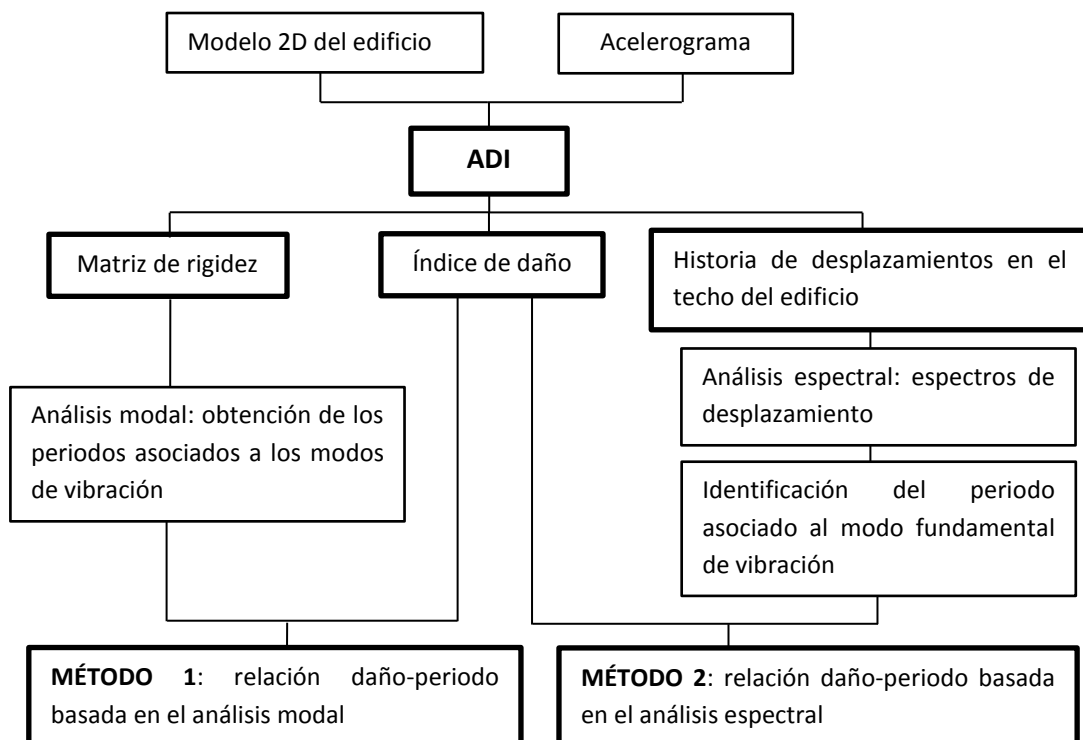 Modelo 2D del edificio
Acelerograma
ADI
Matriz de rigidez
Índice de daño
Historia de desplazamientos en el
techo del edificio
Análisis espectral: espectros de
desplazamiento
Análisis modal: obtención de los
periodos asociados a los modos
de vibración
Identificación del periodo
asociado al modo fundamental
de vibración
MÉTODO 1: relación daño-periodo
basada en el análisis modal
MÉTODO 2: relación daño-periodo basada
en el análisis espectral